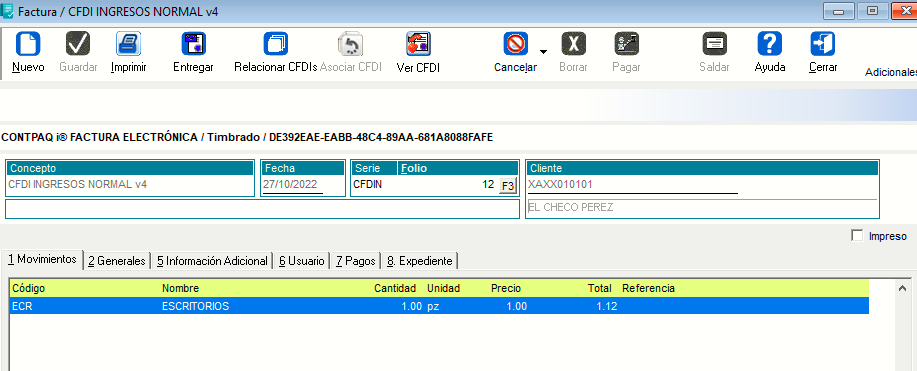 Factura / CFDI INGRESOS NORMAL v4
Nuevo Guardar Imprimir Entregar Relacionar CFDIs Asociar CFDI Ver CFDI Cancelar Borrar Pagar Saldar Ayuda Cerrar Adicionales
CONTPAQ i® FACTURA ELECTRÓNICA / Timbrado / DE392EAE-EABB-48C4-89AA-681A8088FAFE
Concepto Fecha Serie Folio Cliente
CFDI INGRESOS NORMAL v4 27/10/2022 CFDIN 12 F3 XAXX010101
EL CHECO PEREZ
Impreso
1 Movimientos 2 Generales 5 Información Adicional 6 Usuario 7 Pagos 8. Expediente
Código Nombre Cantidad Unidad Precio Total Referencia
ECR ESCRITORIOS 1.00 pz 1.00 1.12